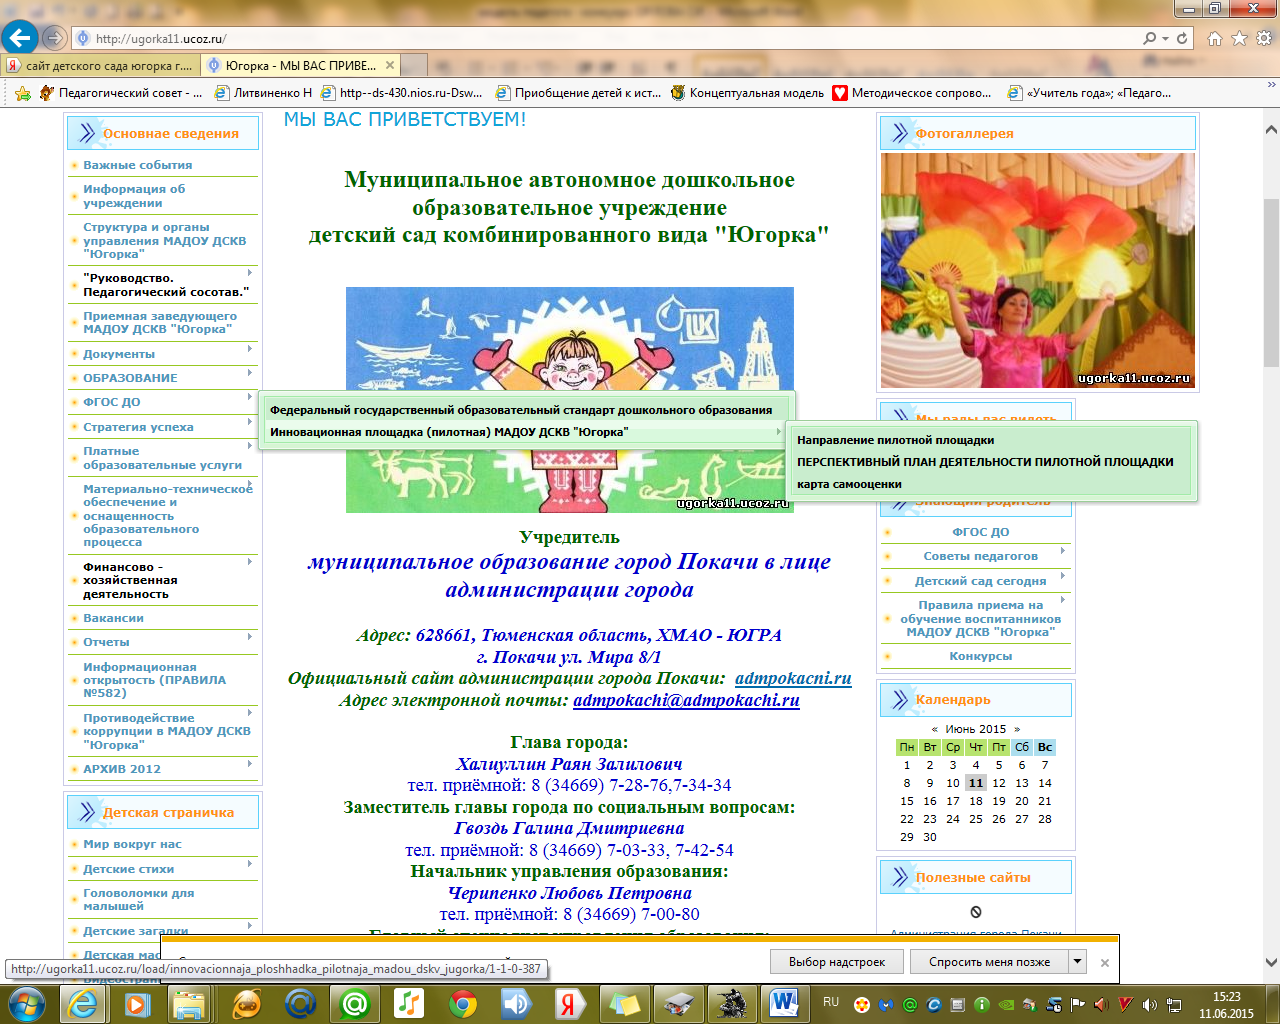 http://ugorka11.ucoz.ru/
сайт детского сада югорка г....
Югорка - МЫ ВАС ПРИВЕ...
Педагогический совет - ...
Литвиненко Н
http--ds-430.nios.ru-Dsw...
Приобщение детей к ист...
Концептуальная модель
Методическое сопрово...
«Учитель года»; «Педаго...
Основнае сведения
Важные события
Информация об
учреждении
Структура и органы
управления МАДОУ ДСКВ
"Югорка"
"Руководство.
Педагогический сосотав."
Приемная заведующего
МАДОУ ДСКВ "Югорка"
Документы
ОБРАЗОВАНИЕ
ФГОС ДО
Стратегия успеха
Платные
образовательные услуги
Материально-техническое
обеспечение и
оснащенность
образовательного
процесса
Финансово -
хозяйственная
деятельность
Вакансии
Отчеты
Информационная
открытость (ПРАВИЛА
№582)
Противодействие
коррупции в МАДОУ ДСКВ
"Югорка"
АРХИВ 2012
Детская страничка
Мир вокруг нас
Детские стихи
Головоломки для
малышей
Детские загадки
Детская мас
МЫ ВАС ПРИВЕТСТВУЕМ!
Муниципальное автономное дошкольное
образовательное учреждение
детский сад комбинированного вида "Югорка"
LUK
ugorka11.ucoz.ru
Федеральный государственный образовательный стандарт дошкольного образования
Инновационная площадка (пилотная) МАДОУ ДСКВ "Югорка"
Направление пилотной площадки
ПЕРСПЕКТИВНЫЙ ПЛАН ДЕЯТЕЛЬНОСТИ ПИЛОТНОЙ ПЛОЩАДКИ
карта самооценки
Учредитель
муниципальное образование город Покачи в лице
администрации города
Адрес: 628661, Тюменская область, ХМАО - ЮГРА
г. Покачи ул. Мира 8/1
Официальный сайт администрации города Покачи: admpokacni.ru
Адрес электронной почты: admpokachi@admpokachi.ru
Глава города:
Халиуллин Раян Залилович
тел. приёмной: 8 (34669) 7-28-76,7-34-34
Заместитель главы города по социальным вопросам:
Гвоздь Галина Дмитриевна
тел. приёмной: 8 (34669) 7-03-33, 7-42-54
Начальник управления образования:
Черипенко Любовь Петровна
тел. приёмной: 8 (34669) 7-00-80
Фотогаллерея
ugorka11.ucoz.ru
Мы рады вас видеть
Знающий родитель
ФГОС ДО
Советы педагогов
Детский сад сегодня
Правила приема на
обучение воспитанников
МАДОУ ДСКВ "Югорка"
Конкурсы
Календарь
« Июнь 2015 »
Пн Вт Ср Чт Пт Сб Вс
1 2 3 4 5 6 7
8 9 10 11 12 13 14
15 16 17 18 19 20 21
22 23 24 25 26 27 28
29 30
Полезные сайты
Администрация города Покачи
Выбор надстроек
Спросить меня позже
http://ugorka11.ucoz.ru/load/innovacionnaja_ploshhadka_pilotnaja_madou_dskv_jugorka/1-1-0-387
RU
15:23
11.06.2015